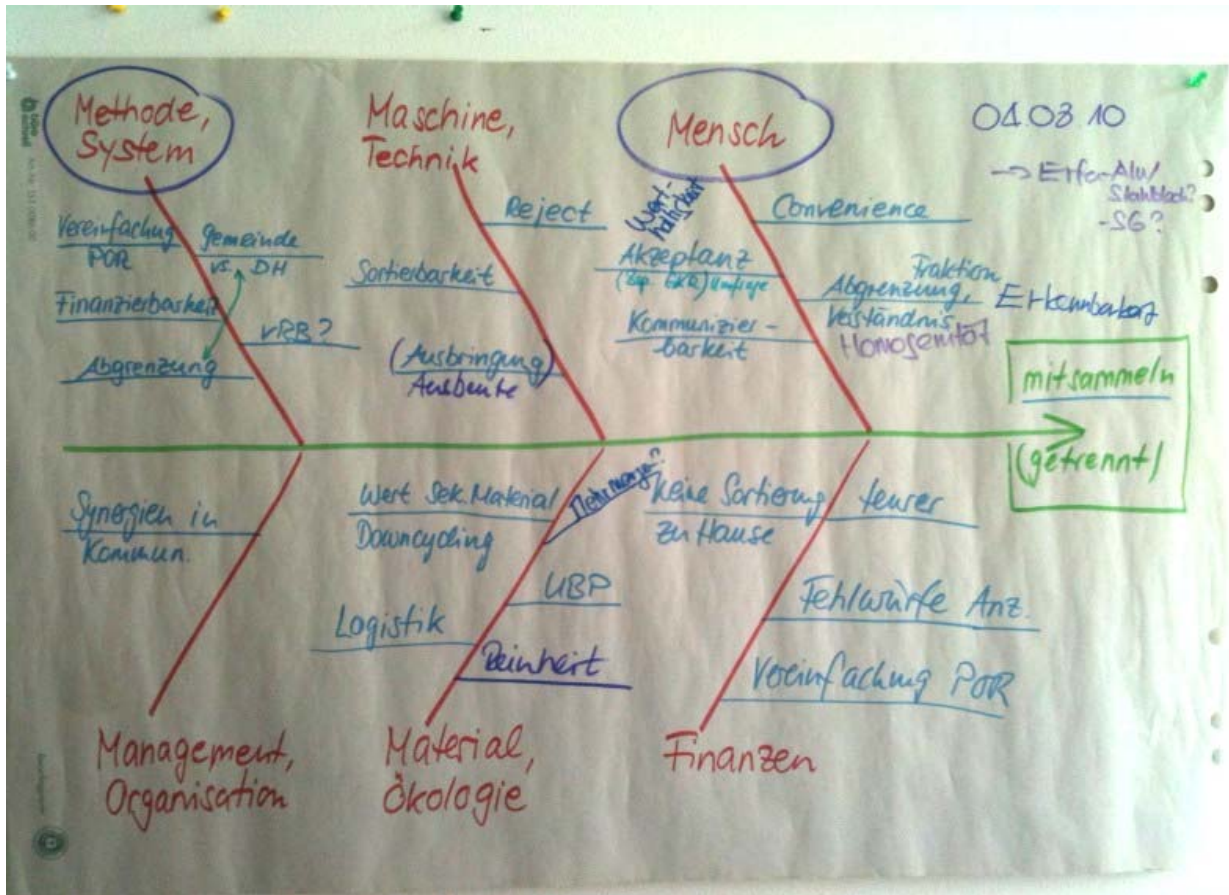 Methode,
System
Maschine,
Technik
Mensch
04.03.10
→ Erfa-Alu/
Stahlblech?
-SG?
Vereinfachung
POR
Gemeinde
vs. DH
Finanzierbarkeit
vRB?
Abgrenzung
Reject
Sortierbarkeit
(Ausbringung)
Ausbeute
Wert-
haltigkeit
Convenience
Akzeptanz
Umfrage
Kommunizier-
barkeit
Fraktion
Abgrenzung,
Verständnis
Homogenität
Erkennbarkeit
mitsammeln
(getrennt)
Synergien in
Kommun.
Wert Sek. Material
Downcycling
Mehrmenge?
UBP
Logistik
Reinheit
Keine Sortierung
zu Hause
teurer
Fehlwürfe Anz.
Vereinfachung POR
Management,
Organisation
Material,
Ökologie
Finanzen